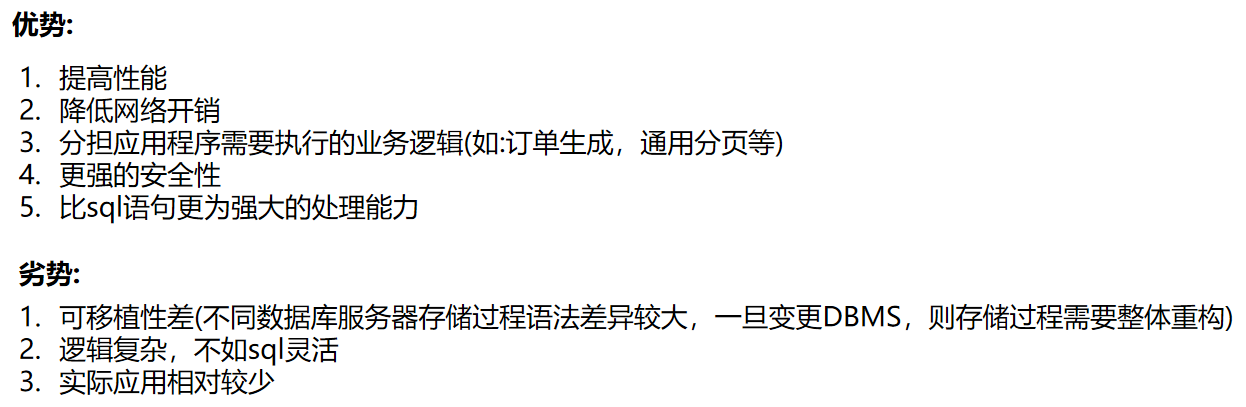 优势:
1. 提高性能
2. 降低网络开销
3. 分担应用程序需要执行的业务逻辑(如:订单生成，通用分页等)
4. 更强的安全性
5. 比sql语句更为强大的处理能力
劣势:
1. 可移植性差(不同数据库服务器存储过程语法差异较大，一旦变更DBMS，则存储过程需要整体重构)
2. 逻辑复杂，不如sql灵活
3. 实际应用相对较少